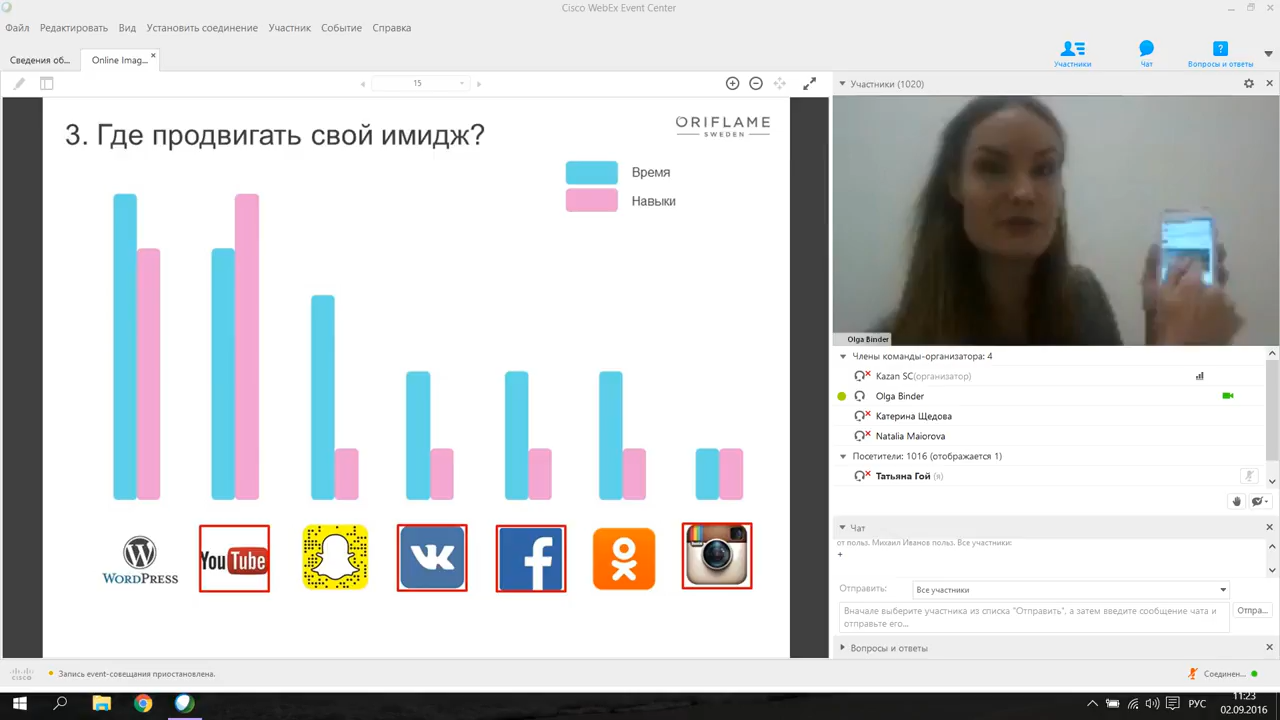 Cisco WebEx Event Center
Файл Редактировать Вид Установить соединение Участник Событие Справка
Сведения об... Online Imag...
Участники Чат Вопросы и ответы
15
Участники (1020)
3. Где продвигать свой имидж?
ORIFLAME
SWEDEN
Время
Навыки
WORDPRESS
YouTube
Olga Binder
Члены команды-организатора: 4
Kazan SC(организатор)
Olga Binder
Катерина Щедова
Natalia Maiorova
Посетители: 1016 (отображается 1)
Татьяна Гой (я)
Чат
от польз. Михаил Иванов польз. Все участники:
+
Отправить: Все участники
Вначале выберите участника из списка "Отправить", а затем введите сообщение чата и
отправьте его...
Отпра...
Вопросы и ответы
cisco
Запись event-совещания приостановлена.
Соединен...
РУС
11:23
02.09.2016